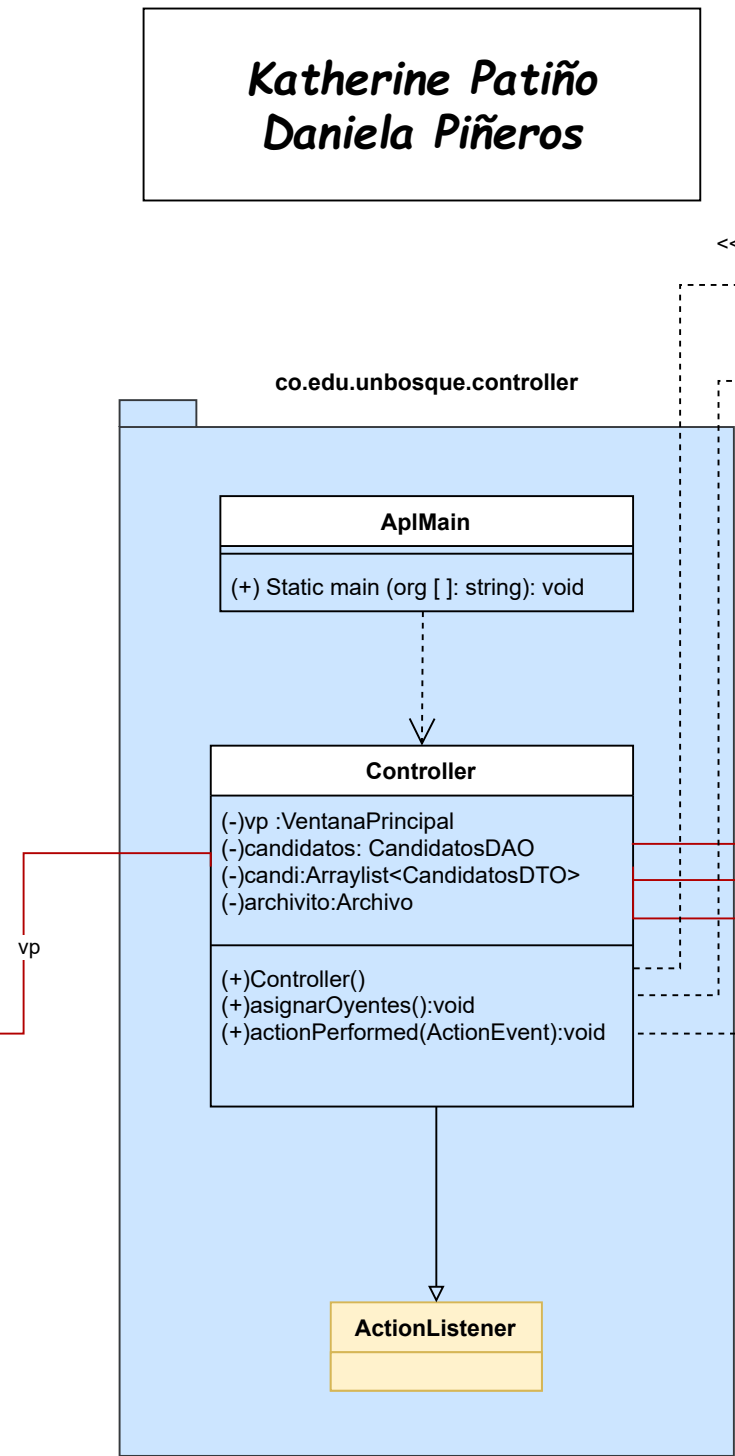 Katherine Patiño
Daniela Piñeros
<<
co.edu.unbosque.controller
AplMain
(+) Static main (org [ ]: string): void
Controller
(-)vp :VentanaPrincipal
(-)candidatos: CandidatosDAO
(-)candi:Arraylist<CandidatosDTO>
(-)archivito:Archivo
vp
(+)Controller()
(+)asignarOyentes():void
(+)actionPerformed(ActionEvent):void
ActionListener